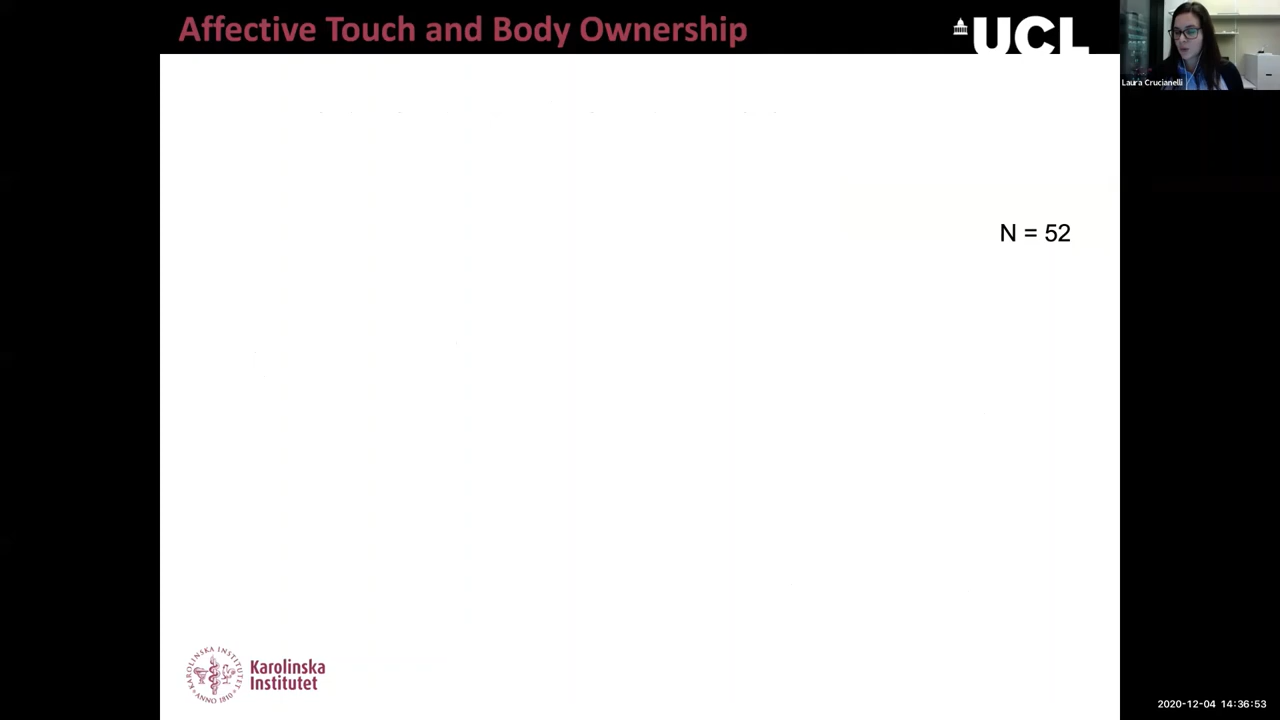 Affective Touch and Body Ownership
UCL
Laura Crucianelli
N = 52
Karolinska
Institutet
2020-12-04 14:36:53